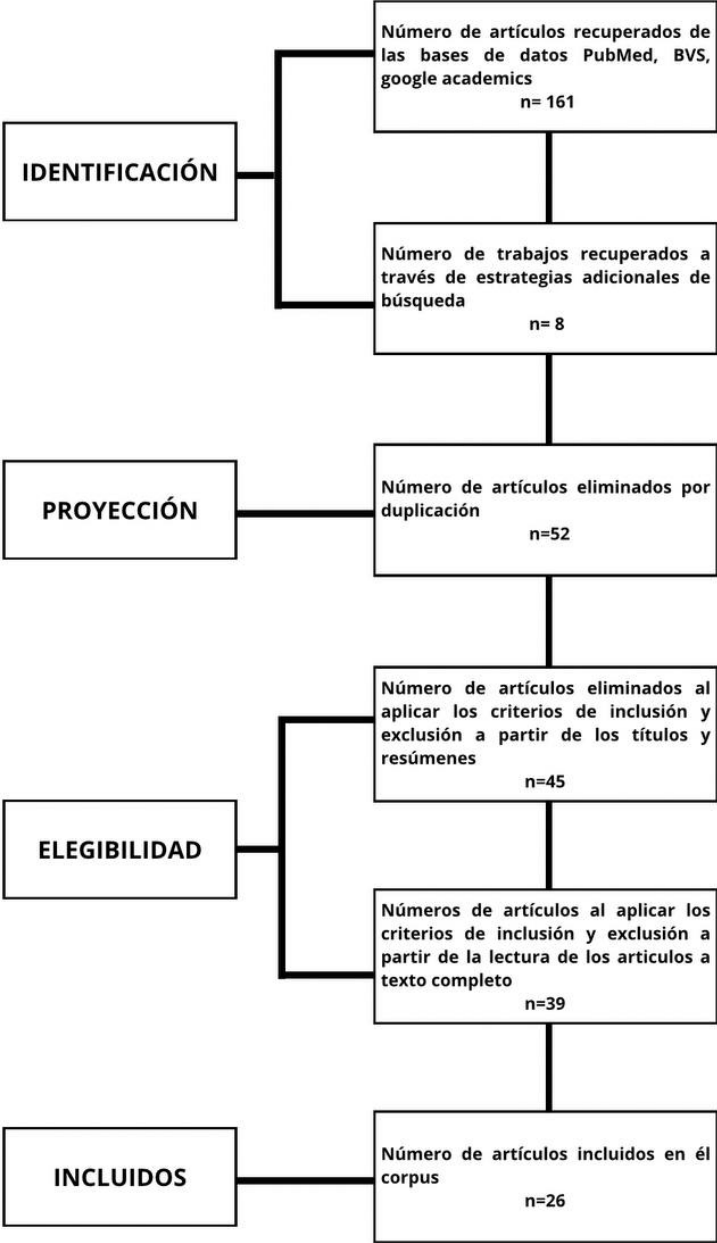 IDENTIFICACIÓN
Número de artículos recuperados de
las bases de datos PubMed, BVS,
google academics
n= 161
Número de trabajos recuperados a
través de estrategias adicionales de
búsqueda
n= 8
PROYECCIÓN
Número de artículos eliminados por
duplicación
n=52
ELEGIBILIDAD
Número de artículos eliminados al
aplicar los criterios de inclusión y
exclusión a partir de los títulos y
resúmenes
n=45
Números de artículos al aplicar los
criterios de inclusión y exclusión a
partir de la lectura de los articulos a
texto completo
n=39
INCLUIDOS
Número de artículos incluidos en él
corpus
n=26